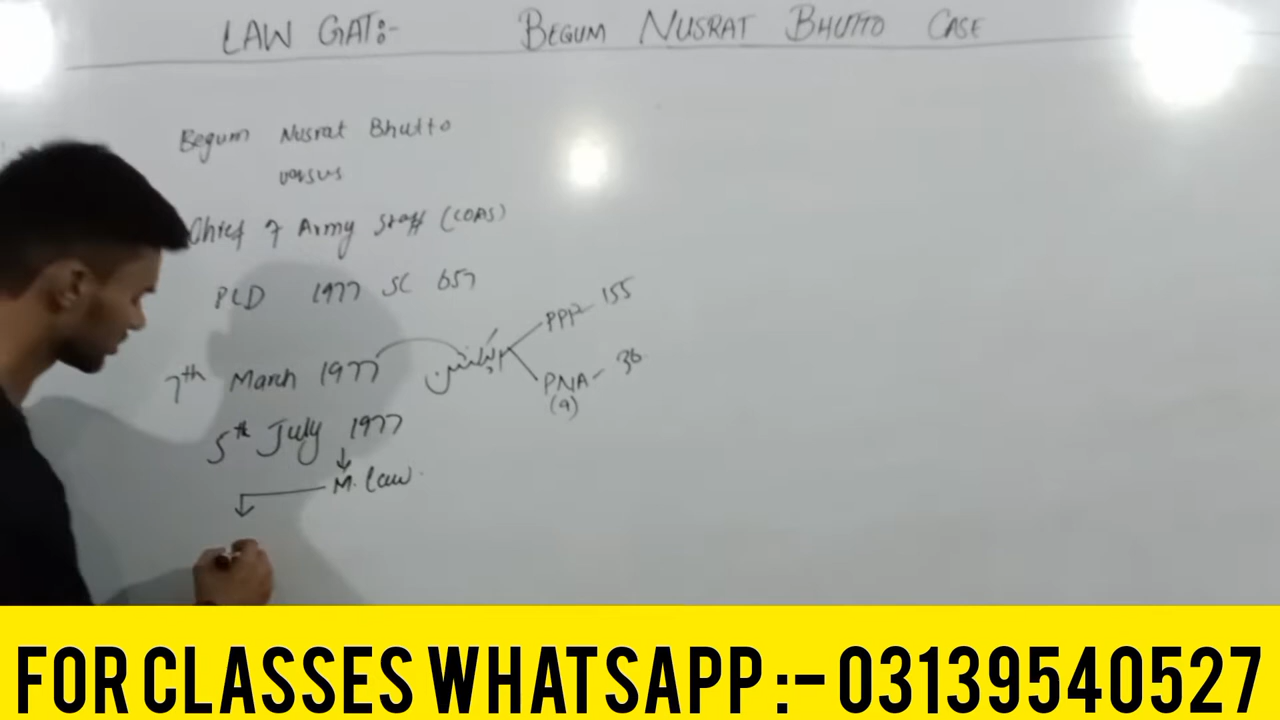 LAW GAT:- BEGUM NUSRAT BHUTTO CASE
Begum Nusrat Bhutto
versus
Chief of Army Staff (COAS)
PLD 1977 SC 657
7th March 1977
PPP - 155
PNA - 36
(9)
5th July 1977
M. Law.
FOR CLASSES WHATSAPP :- 03139540527